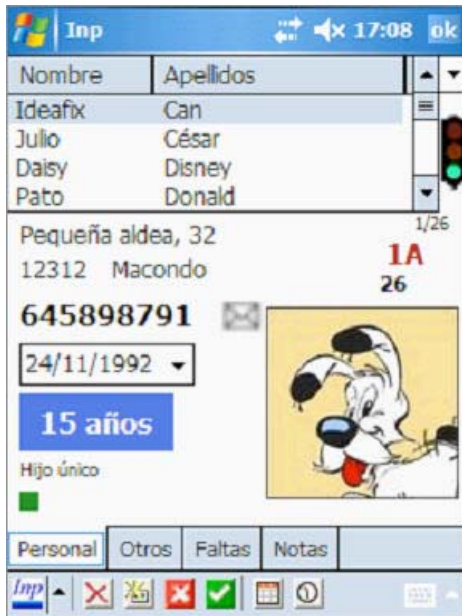 Inp 17:08 ok
Nombre Apellidos
Ideafix Can
Julio César
Daisy Disney
Pato Donald
1/26
Pequeña aldea, 32
1A
12312 Macondo
26
645898791
24/11/1992
15 años
Hijo único
Personal Otros Faltas Notas
Inp